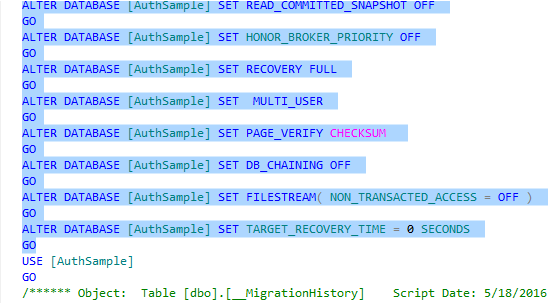 ALTER DATABASE [AuthSample] SET READ_COMMITTED_SNAPSHOT OFF
GO
ALTER DATABASE [AuthSample] SET HONOR_BROKER_PRIORITY OFF
GO
ALTER DATABASE [AuthSample] SET RECOVERY FULL
GO
ALTER DATABASE [AuthSample] SET  MULTI_USER
GO
ALTER DATABASE [AuthSample] SET PAGE_VERIFY CHECKSUM
GO
ALTER DATABASE [AuthSample] SET DB_CHAINING OFF
GO
ALTER DATABASE [AuthSample] SET FILESTREAM( NON_TRANSACTED_ACCESS = OFF )
GO
ALTER DATABASE [AuthSample] SET TARGET_RECOVERY_TIME = 0 SECONDS
GO
USE [AuthSample]
GO
/****** Object:  Table [dbo].[__MigrationHistory]    Script Date: 5/18/2016